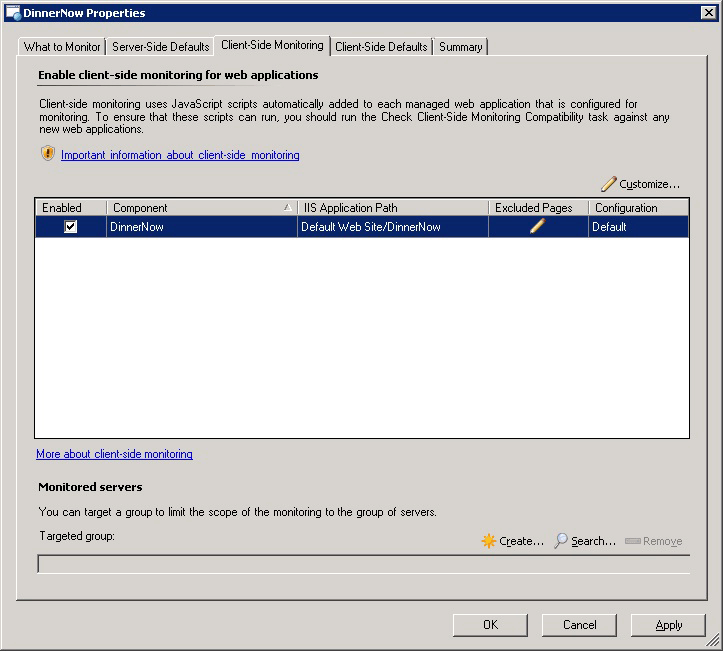 DinnerNow Properties
What to Monitor Server-Side Defaults Client-Side Monitoring Client-Side Defaults Summary
Enable client-side monitoring for web applications
Client-side monitoring uses JavaScript scripts automatically added to each managed web application that is configured for
monitoring. To ensure that these scripts can run, you should run the Check Client-Side Monitoring Compatibility task against any
new web applications.
Important information about client-side monitoring
Customize...
Enabled Component IIS Application Path Excluded Pages Configuration
DinnerNow Default Web Site/DinnerNow Default
More about client-side monitoring
Monitored servers
You can target a group to limit the scope of the monitoring to the group of servers.
Targeted group:
Create... Search... Remove
OK Cancel Apply